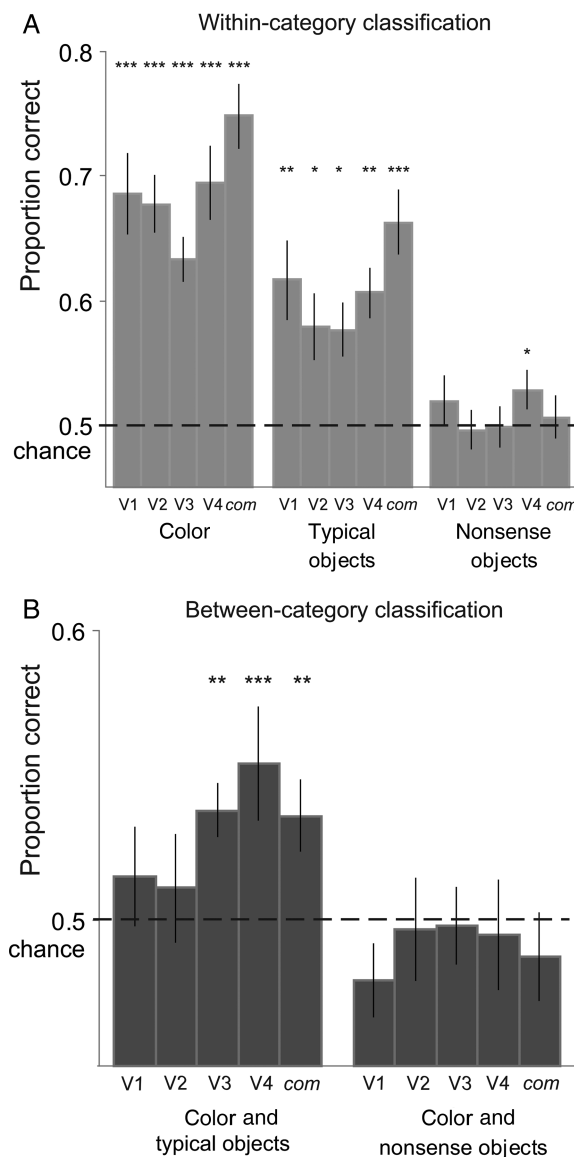 A
Within-category classification
0.8
*** *** *** *** ***
0.7
** * * ** ***
Proportion correct
0.6
*
0.5
chance
V1 V2 V3 V4 com V1 V2 V3 V4 com V1 V2 V3 V4 com
Color
Typical
objects
Nonsense
objects
B
Between-category classification
0.6
** *** **
Proportion correct
0.5
chance
V1 V2 V3 V4 com V1 V2 V3 V4 com
Color and
typical objects
Color and
nonsense objects